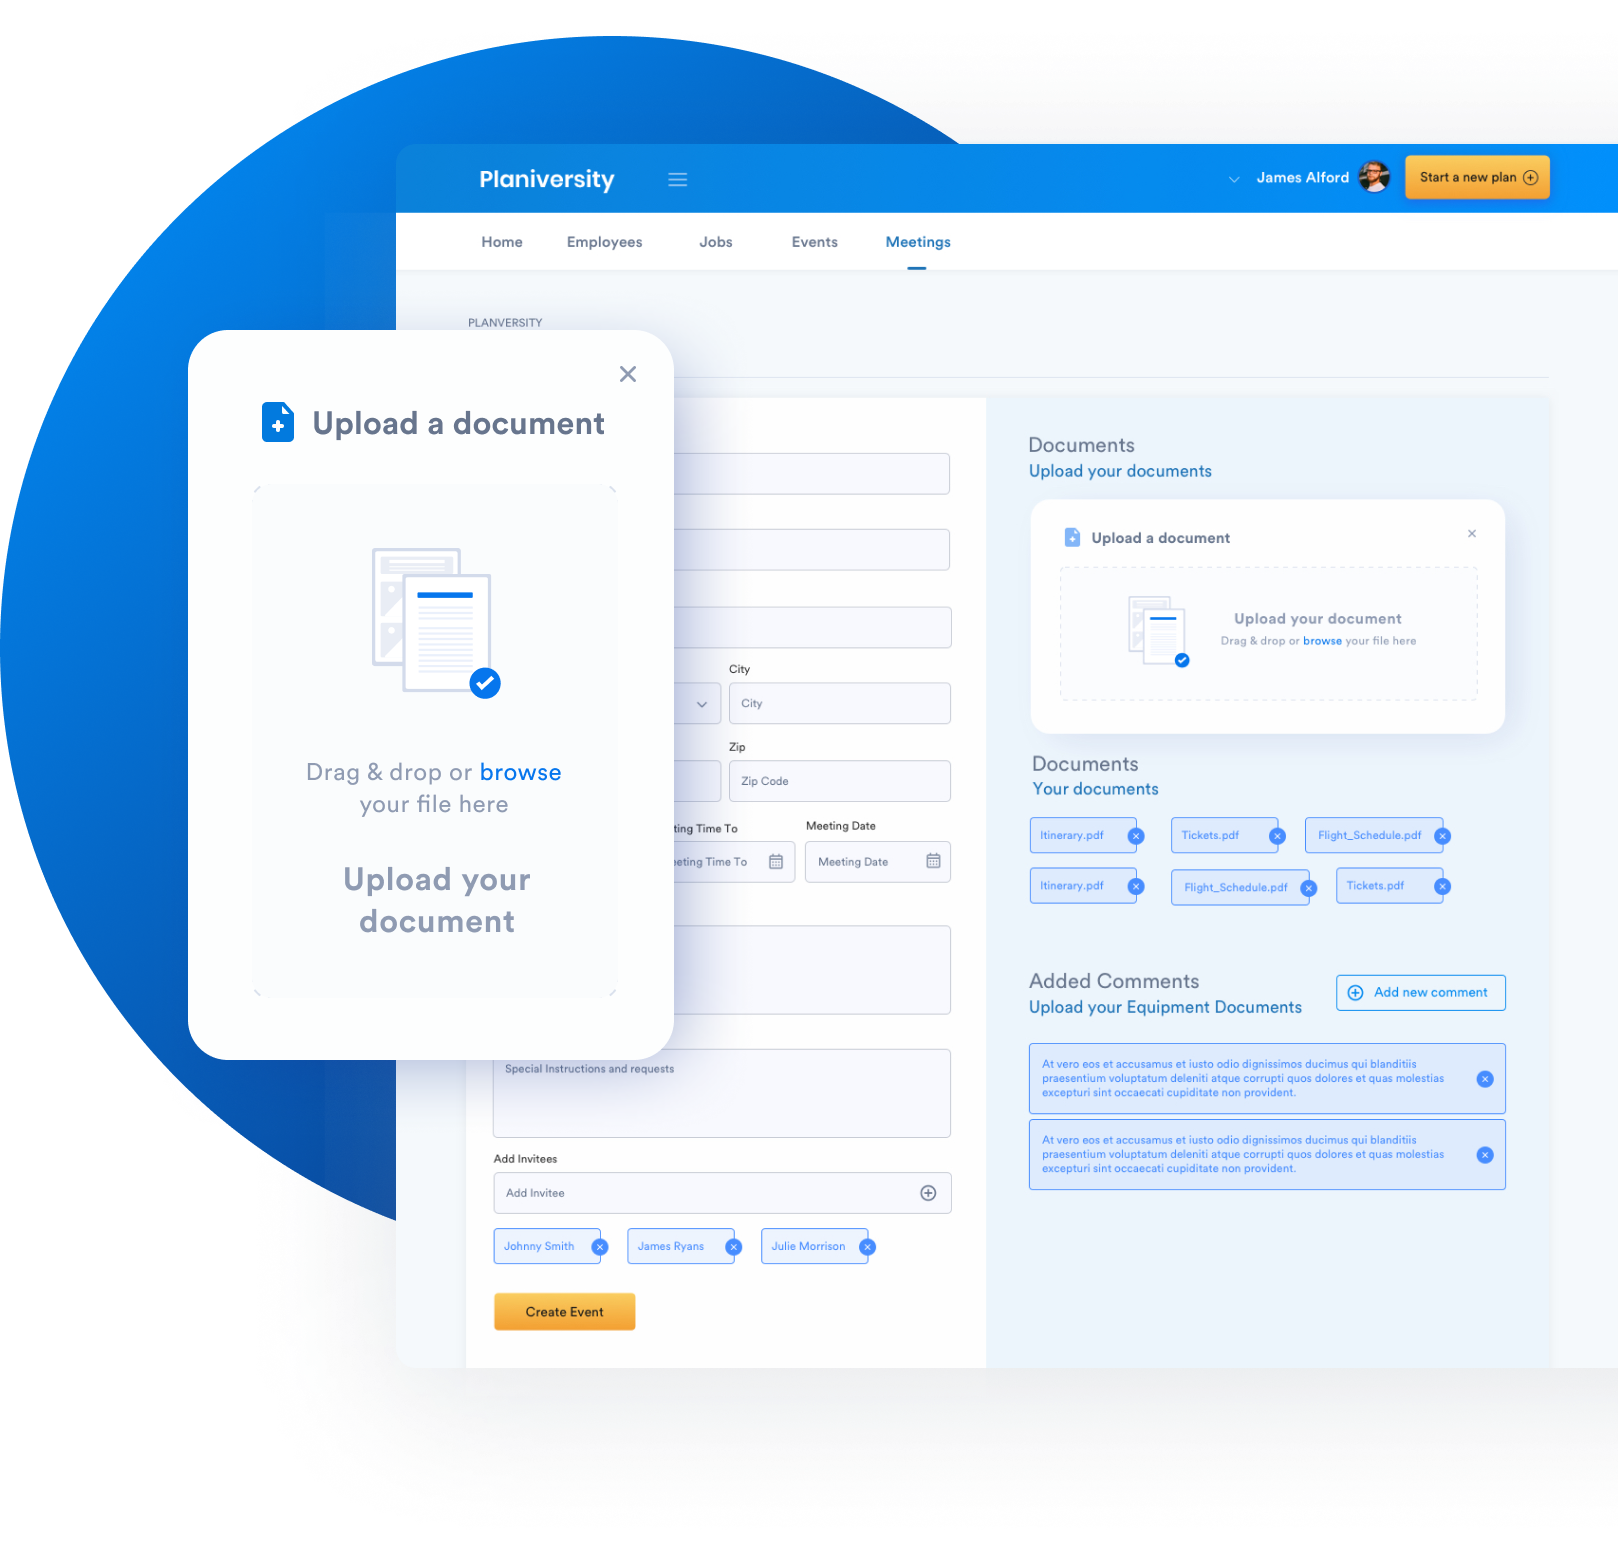 Planiversity
James Alford
Start a new plan
Home
Employees
Jobs
Events
Meetings
PLANVERSITY
Upload a document
Drag & drop or browse
your file here
Upload your
document
City
City
Zip
Zip Code
Time To
Meeting Date
Time To
Meeting Date
Special Instructions and requests
Add Invitees
Add Invitee
Johnny Smith
James Ryans
Julie Morrison
Create Event
Documents
Upload your documents
Upload a document
Upload your document
Drag & drop or browse your file here
Documents
Your documents
Itinerary.pdf
Tickets.pdf
Flight_Schedule.pdf
Itinerary.pdf
Flight_Schedule.pdf
Tickets.pdf
Added Comments
Upload your Equipment Documents
Add new comment
At vero eos et accusamus et iusto odio dignissimos ducimus qui blanditiis
praesentium voluptatum deleniti atque corrupti quos dolores et quas molestias
excepturi sint occaecati cupiditate non provident.
At vero eos et accusamus et iusto odio dignissimos ducimus qui blanditiis
praesentium voluptatum deleniti atque corrupti quos dolores et quas molestias
excepturi sint occaecati cupiditate non provident.